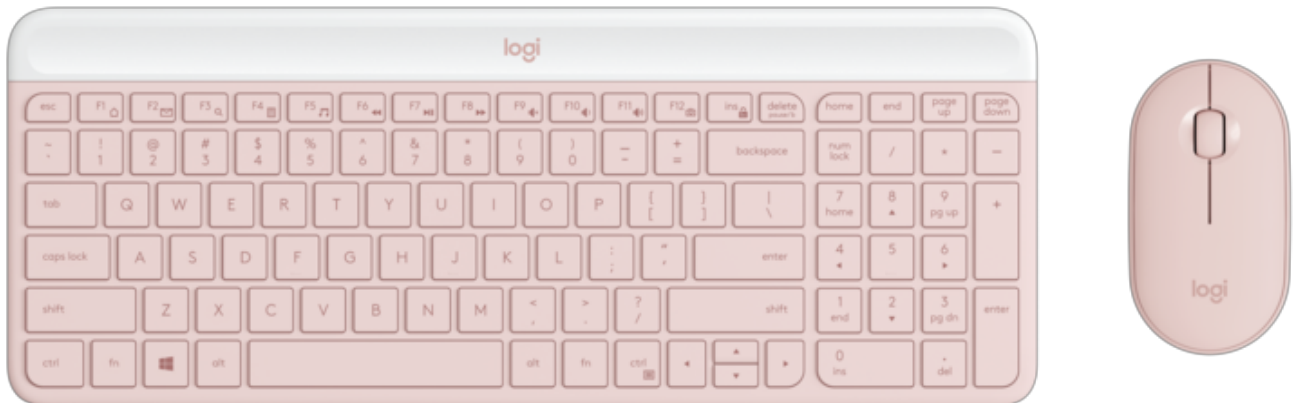 logi
esc F1 F2 F3 F4 F5 F6 F7 F8 F9 F10 F11 F12 ins delete home end page up page down
pause/b
~ ! @ # $ % ^ & * ( ) _ + backspace num lock / * -
` 1 2 3 4 5 6 7 8 9 0 - =
tab Q W E R T Y U I O P { } | 7 8 9 +
[ ] \ home pg up
caps lock A S D F G H J K L : " enter 4 5 6
; '
shift Z X C V B N M < > ? shift 1 2 3 enter
, . / end pg dn
ctrl fn alt alt fn ctrl 0 .
ins del
logi